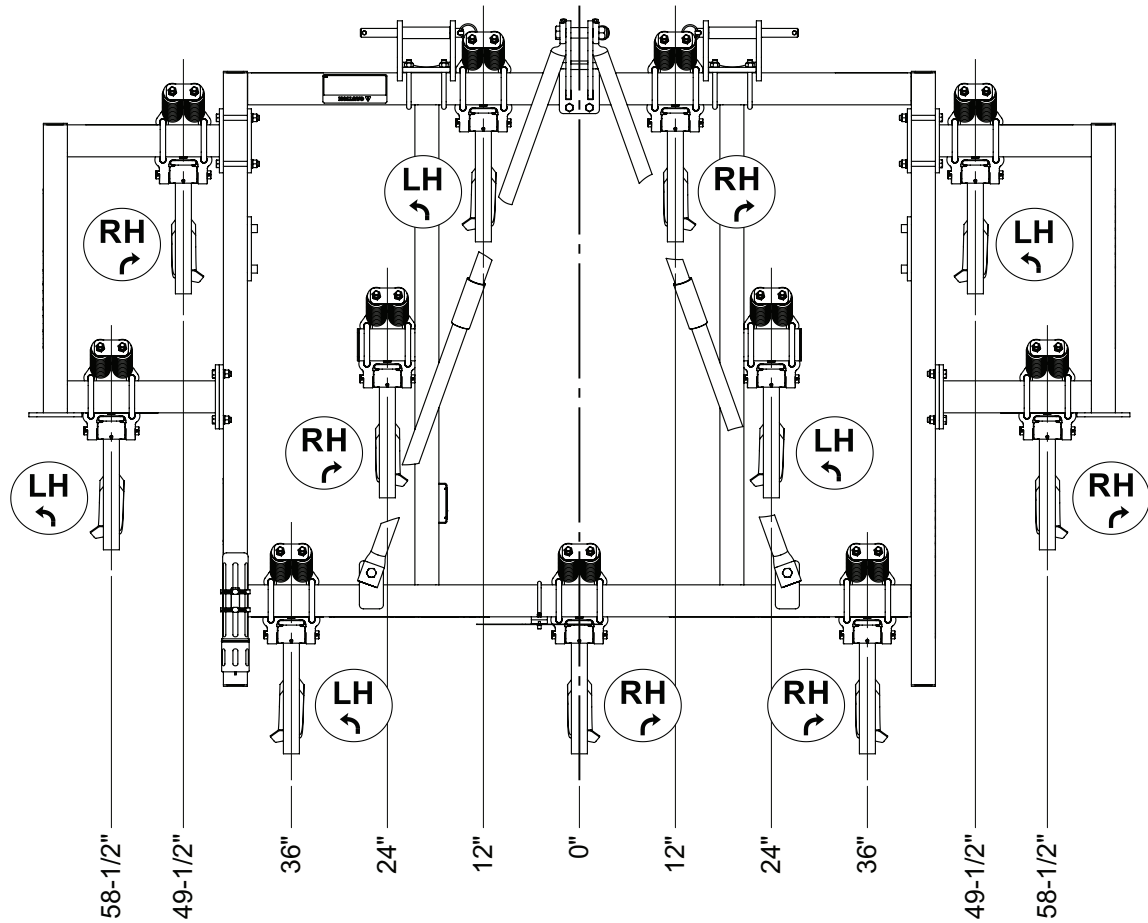 CAUTION
LH
RH
RH
LH
RH
LH
LH
RH
LH
RH
RH
58-1/2"
49-1/2"
36"
24"
12"
0"
12"
24"
36"
49-1/2"
58-1/2"